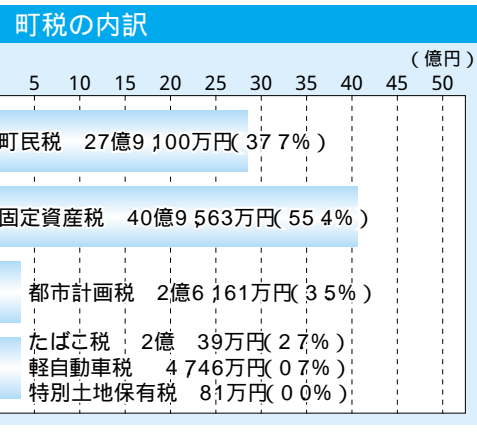 町税の内訳
(億円)
5 10 15 20 25 30 35 40 45 50
町民税 27億9,100万円(37.7%)
固定資産税 40億9,563万円(55.4%)
都市計画税 2億6,161万円(3.5%)
たばこ税 2億 39万円(2.7%)
軽自動車税 4,746万円(0.7%)
特別土地保有税 81万円(0.0%)